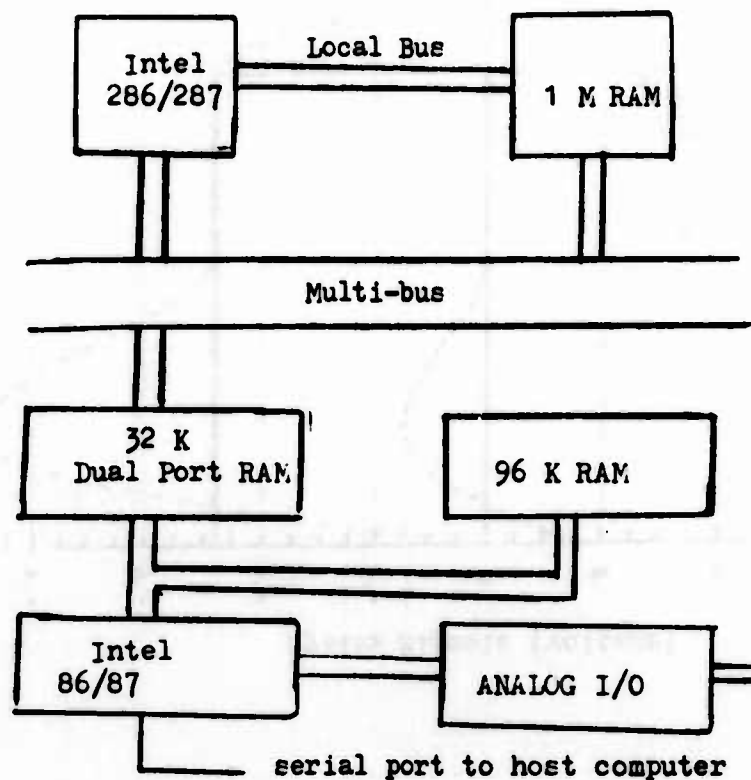 Local Bus
Intel
286/287
1 M RAM
Multi-bus
32 K
Dual Port RAM
96 K RAM
Intel
86/87
ANALOG I/O
serial port to host computer